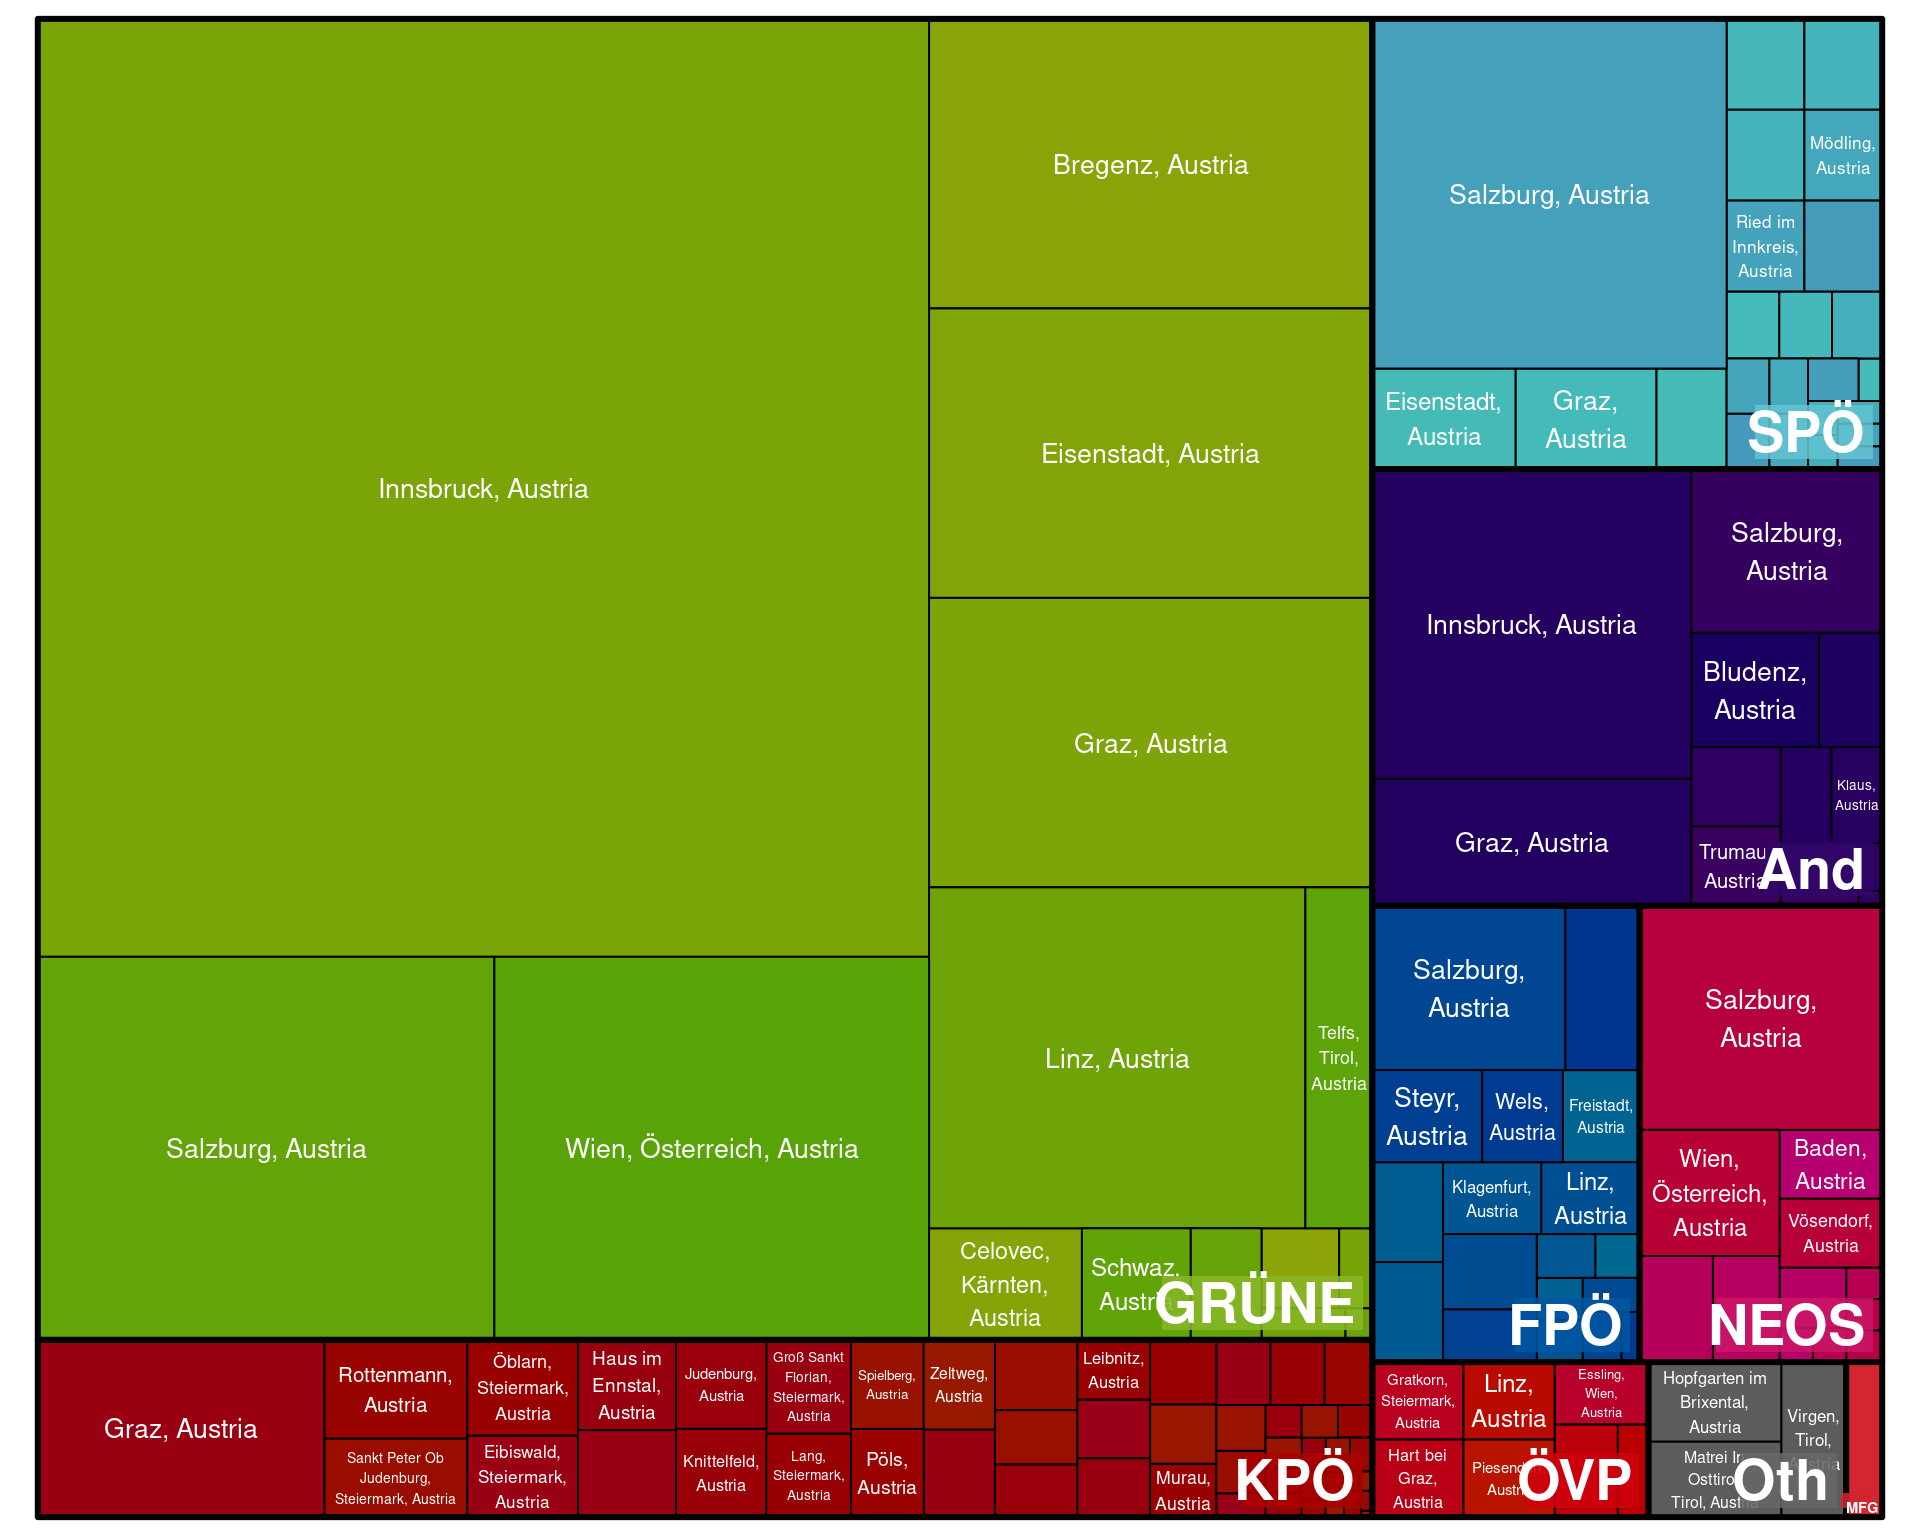 Innsbruck, Austria
Bregenz, Austria
Eisenstadt, Austria
Graz, Austria
Linz, Austria
Telfs,
Tirol,
Austria
Salzburg, Austria
Wien, Österreich, Austria
Celovec,
Kärnten,
Austria
Schwaz,
Austria
GRÜNE
Salzburg, Austria
Mödling,
Austria
Ried im
Innkreis,
Austria
Eisenstadt,
Austria
Graz,
Austria
SPÖ
Innsbruck, Austria
Salzburg,
Austria
Bludenz,
Austria
Klaus,
Austria
Graz, Austria
Trumau
Austria
And
Salzburg,
Austria
Steyr,
Austria
Wels,
Austria
Freistadt,
Austria
Klagenfurt,
Austria
Linz,
Austria
FPÖ
Salzburg,
Austria
Wien,
Österreich,
Austria
Baden,
Austria
Vösendorf,
Austria
NEOS
Graz, Austria
Rottenmann,
Austria
Sankt Peter Ob
Judenburg,
Steiermark, Austria
Öblarn,
Steiermark,
Austria
Eibiswald,
Steiermark,
Austria
Haus im
Ennstal,
Austria
Judenburg,
Austria
Knittelfeld,
Austria
Groß Sankt
Florian,
Steiermark,
Austria
Lang,
Steiermark,
Austria
Spielberg,
Austria
Pöls,
Austria
Zeltweg,
Austria
Leibnitz,
Austria
Murau,
Austria
KPÖ
Gratkorn,
Steiermark,
Austria
Hart bei
Graz,
Austria
Linz,
Austria
Essling,
Wien,
Austria
ÖVP
Hopfgarten im
Brixental,
Austria
Matrei In
Osttirol
Tirol, Austria
Virgen,
Tirol,
Austria
Oth
MFG